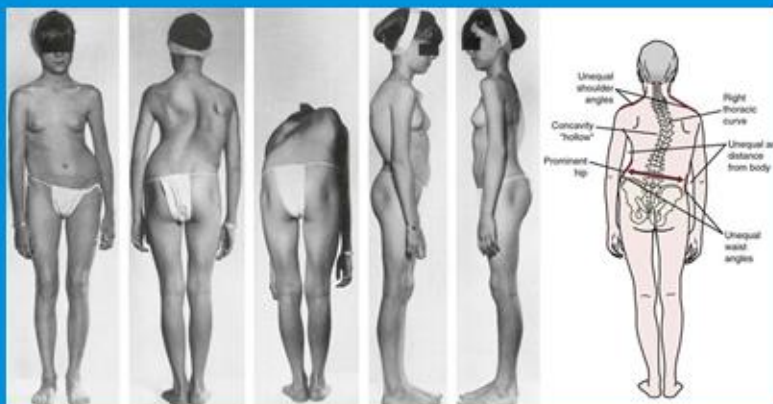 Unequal
shoulder
angles
Right
thoracic
curve
Concavity
"hollow"
Unequal
distance
from body
Prominent
hip
Unequal
waist
angles